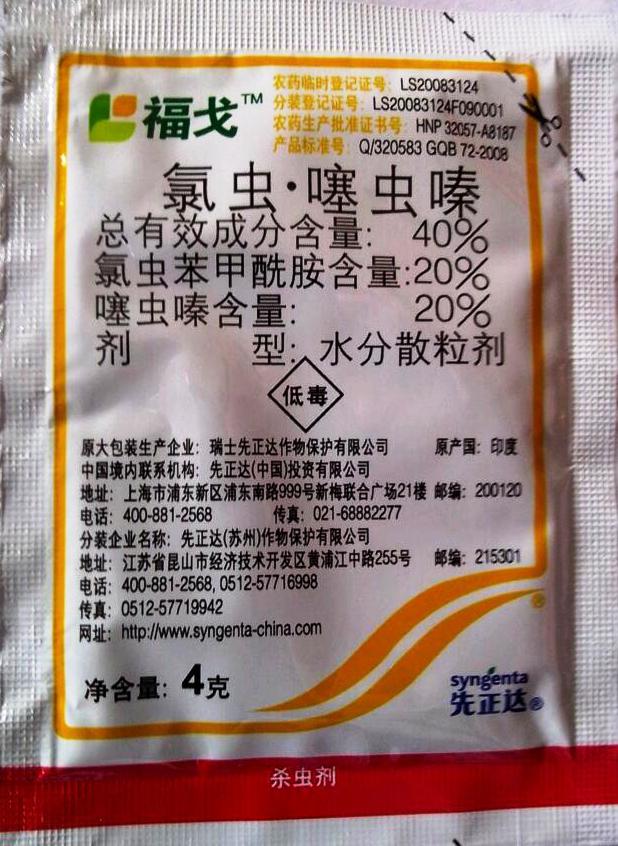 福戈™
农药临时登记证号：LS20083124
分装登记证号：LS20083124F090001
农药生产批准证书号：HNP 32057-A8187
产品标准号：Q/320583 GQB 72-2008
氯虫·噻虫嗪
总有效成分含量：40%
氯虫苯甲酰胺含量：20%
噻虫嗪含量：20%
剂型：水分散粒剂
低毒
原大包装生产企业：瑞士先正达作物保护有限公司 原产国：印度
中国境内联系机构：先正达(中国)投资有限公司
地址：上海市浦东新区浦东南路999号新梅联合广场21楼 邮编：200120
电话：400-881-2568 传真：021-68882277
分装企业名称：先正达(苏州)作物保护有限公司
地址：江苏省昆山市经济技术开发区黄浦江中路255号 邮编：215301
电话：400-881-2568, 0512-57716998
传真：0512-57719942
网址：http://www.syngenta-china.com
净含量：4克
syngenta
先正达®
杀虫剂